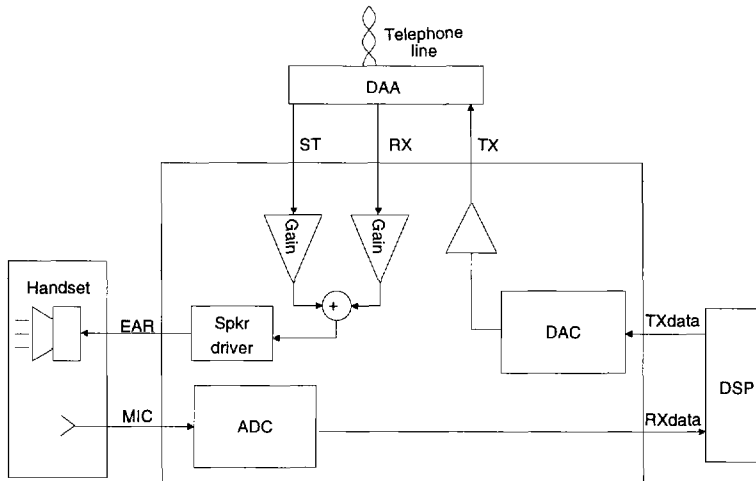 Telephone
line
DAA
ST
RX
TX
Gain
Gain
Handset
+
EAR
Spkr
driver
DAC
TXdata
DSP
MIC
ADC
RXdata